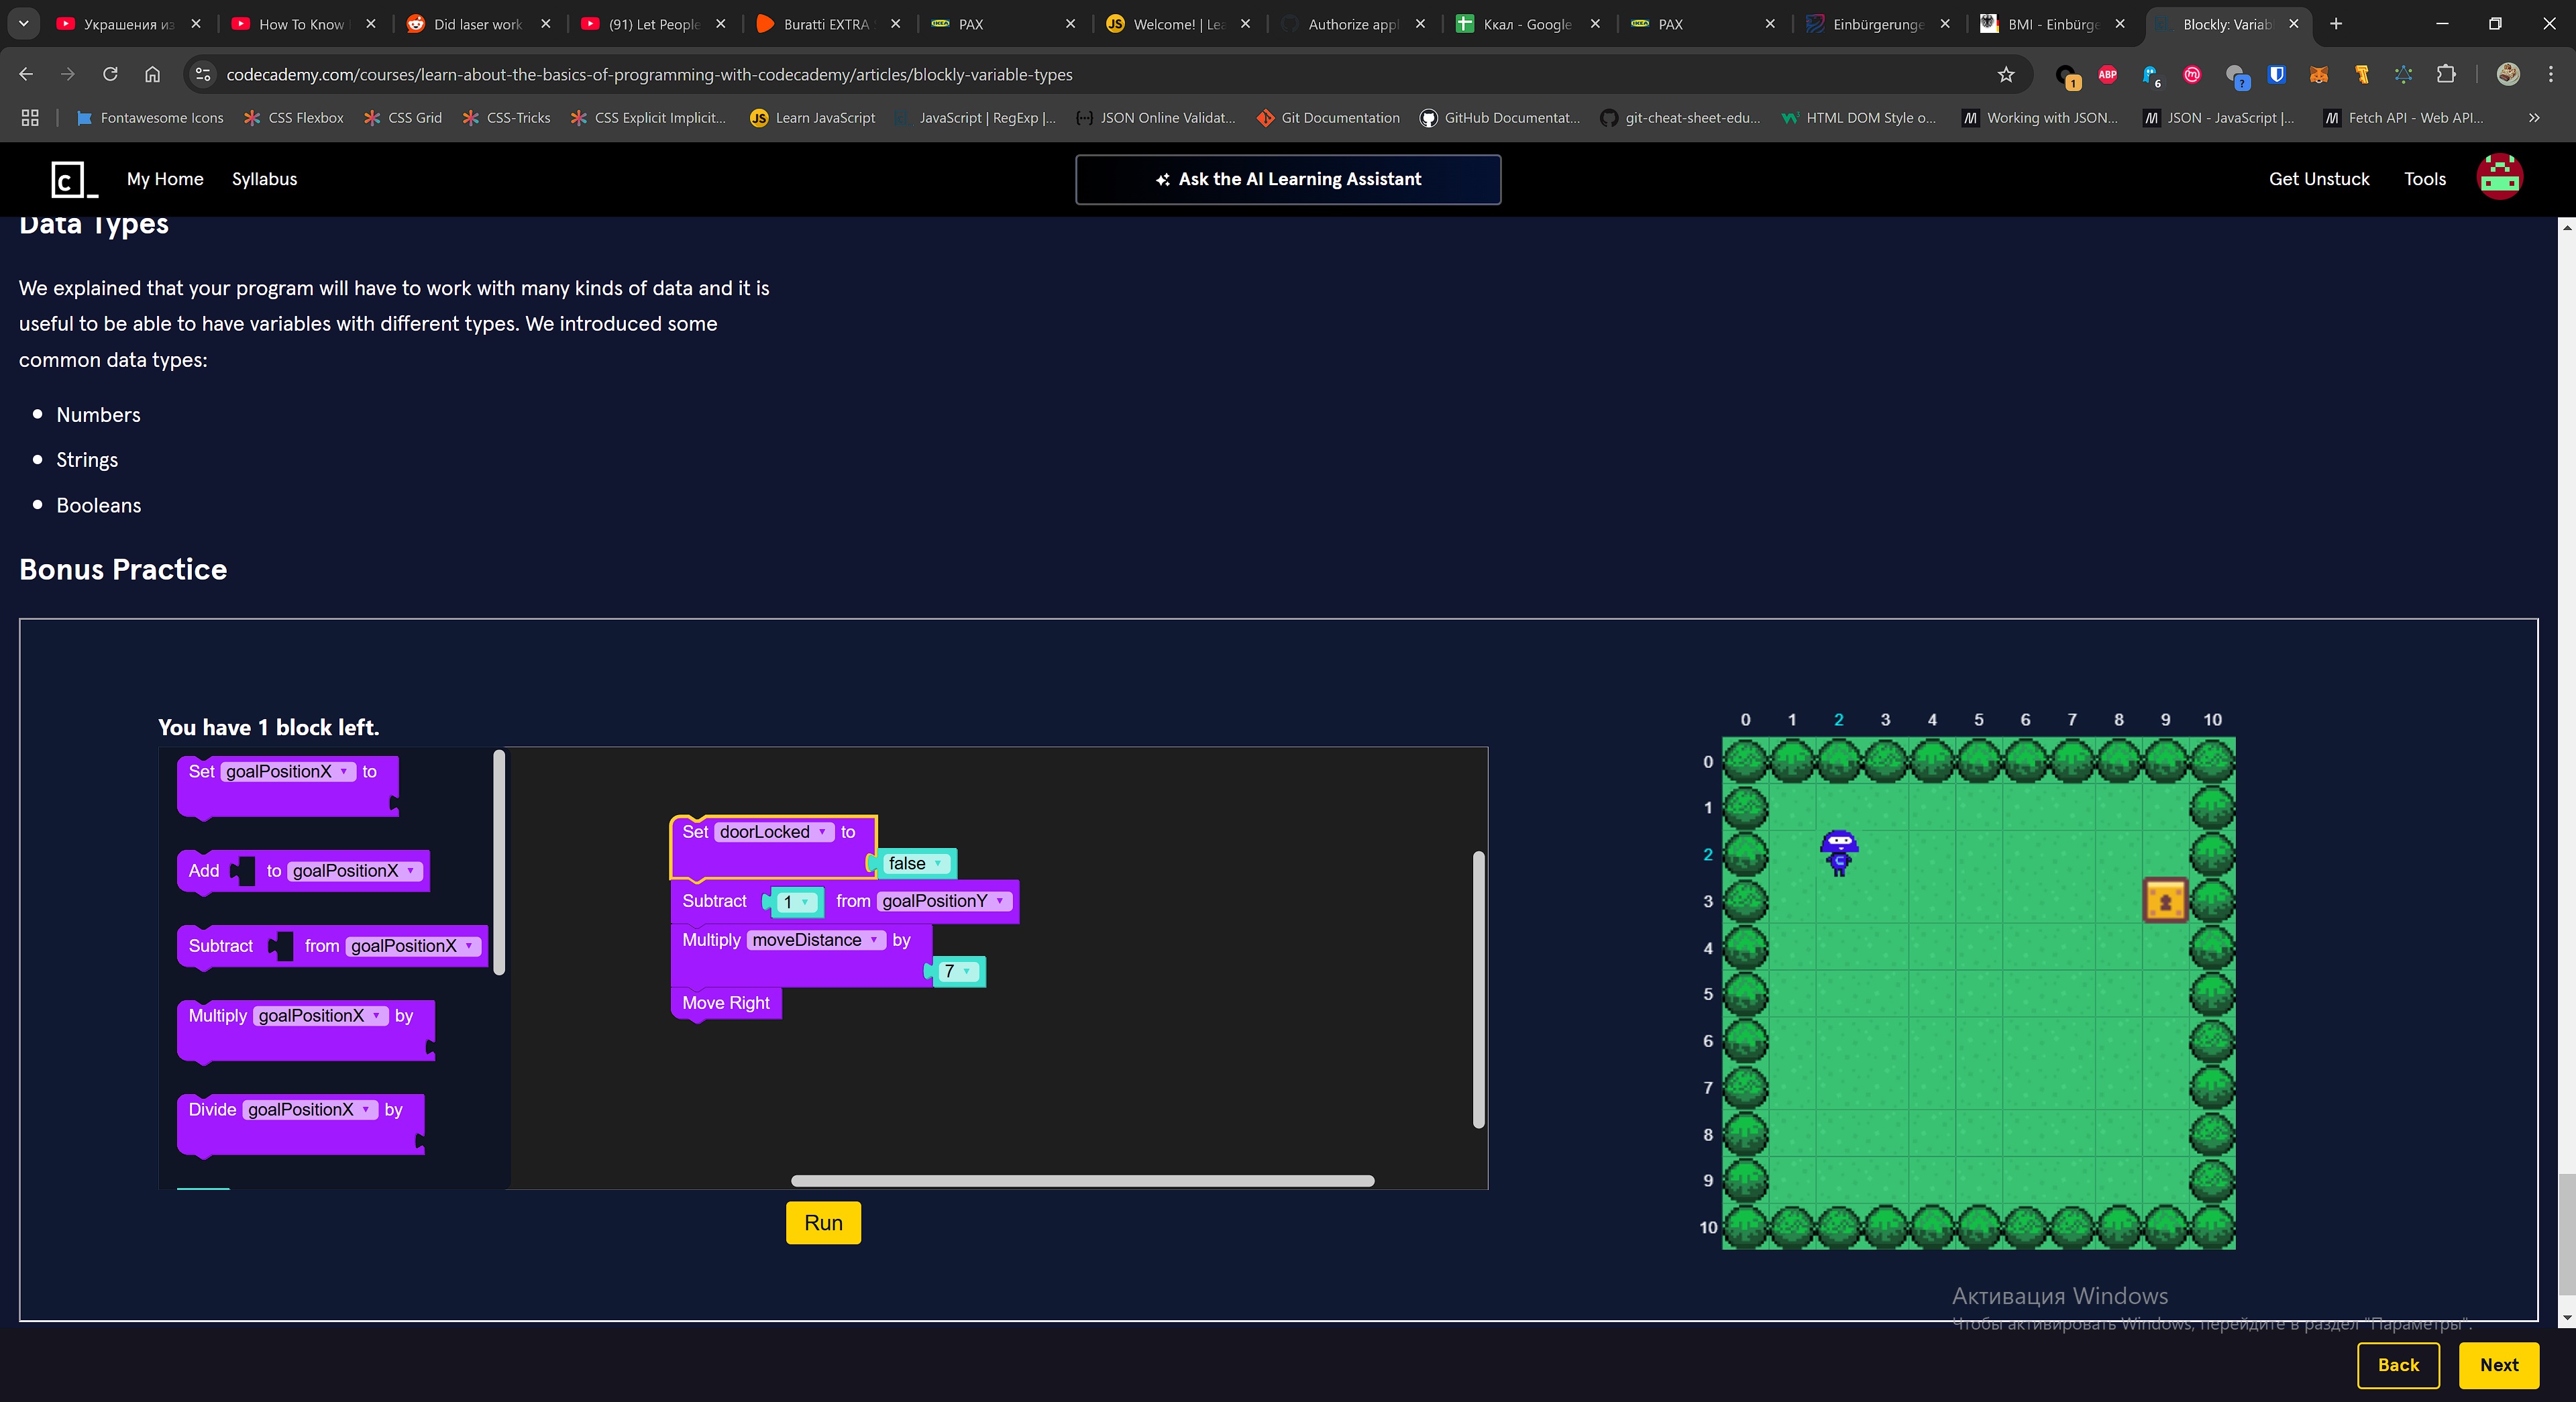 Украшения из
How To Know
Did laser work
(91) Let People
Buratti EXTRA
IKEA PAX
JS Welcome! | Lea
Authorize appl
Ккал - Google
IKEA PAX
Einbürgerunge
BMI - Einbürge
Blockly: Variabl
codecademy.com/courses/learn-about-the-basics-of-programming-with-codecademy/articles/blockly-variable-types
1 ABP 6 m ?
Fontawesome Icons CSS Flexbox CSS Grid CSS-Tricks CSS Explicit Implicit... JS Learn JavaScript JavaScript | RegExp |... JSON Online Validat... Git Documentation GitHub Documentat... git-cheat-sheet-edu... HTML DOM Style o... Working with JSON... JSON - JavaScript |... Fetch API - Web API...
c_ My Home Syllabus Ask the AI Learning Assistant Get Unstuck Tools
Data Types
We explained that your program will have to work with many kinds of data and it is
useful to be able to have variables with different types. We introduced some
common data types:
Numbers
Strings
Booleans
Bonus Practice
You have 1 block left.
Set goalPositionX to
Add to goalPositionX
Subtract from goalPositionX
Multiply goalPositionX by
Divide goalPositionX by
Set doorLocked to
false
Subtract 1 from goalPositionY
Multiply moveDistance by
7
Move Right
Run
0 1 2 3 4 5 6 7 8 9 10
0
1
2
3
4
5
6
7
8
9
10
Активация Windows
Чтобы активировать Windows, перейдите в раздел "Параметры".
Back Next